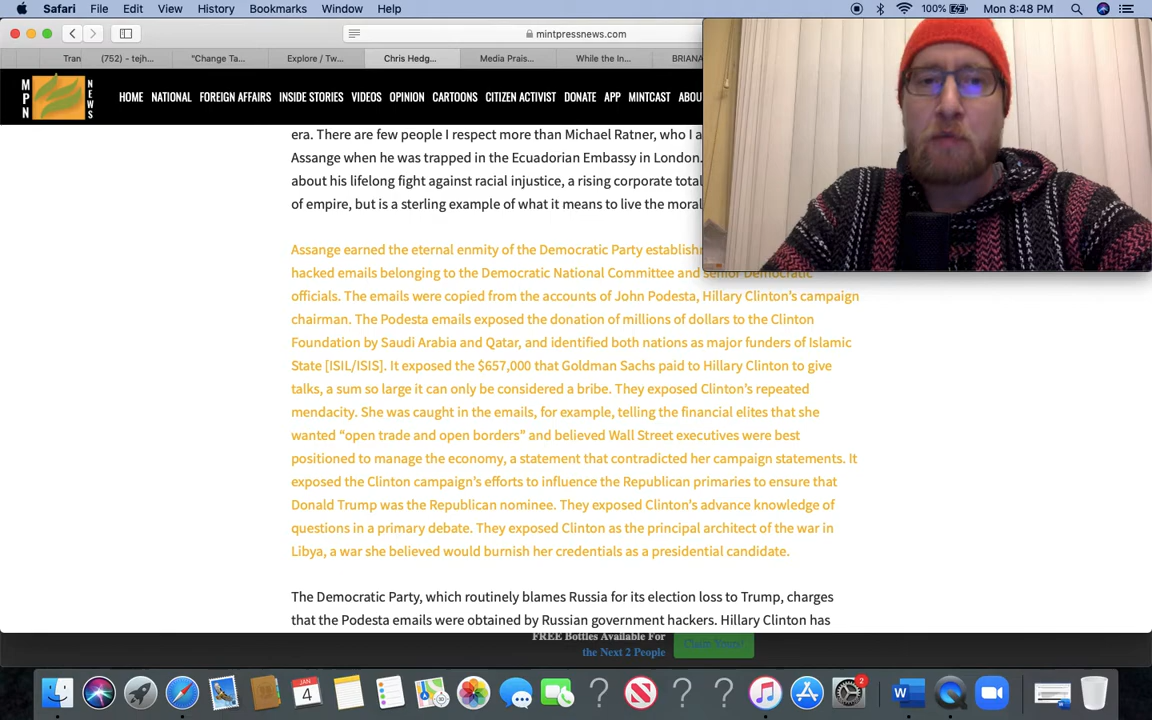 Safari File Edit View History Bookmarks Window Help 100% Mon 8:48 PM
mintpressnews.com
Tran (752) – tejh... "Change Ta... Explore / Tw... Chris Hedg... Media Prais... While the In... BRIANA
MPN NEWS HOME NATIONAL FOREIGN AFFAIRS INSIDE STORIES VIDEOS OPINION CARTOONS CITIZEN ACTIVIST DONATE APP MINTCAST ABOU
era. There are few people I respect more than Michael Ratner, who I a
Assange when he was trapped in the Ecuadorian Embassy in London.
about his lifelong fight against racial injustice, a rising corporate total
of empire, but is a sterling example of what it means to live the moral
Assange earned the eternal enmity of the Democratic Party establishm
hacked emails belonging to the Democratic National Committee and senior Democratic
officials. The emails were copied from the accounts of John Podesta, Hillary Clinton's campaign
chairman. The Podesta emails exposed the donation of millions of dollars to the Clinton
Foundation by Saudi Arabia and Qatar, and identified both nations as major funders of Islamic
State [ISIL/ISIS]. It exposed the $657,000 that Goldman Sachs paid to Hillary Clinton to give
talks, a sum so large it can only be considered a bribe. They exposed Clinton's repeated
mendacity. She was caught in the emails, for example, telling the financial elites that she
wanted “open trade and open borders” and believed Wall Street executives were best
positioned to manage the economy, a statement that contradicted her campaign statements. It
exposed the Clinton campaign's efforts to influence the Republican primaries to ensure that
Donald Trump was the Republican nominee. They exposed Clinton's advance knowledge of
questions in a primary debate. They exposed Clinton as the principal architect of the war in
Libya, a war she believed would burnish her credentials as a presidential candidate.
The Democratic Party, which routinely blames Russia for its election loss to Trump, charges
that the Podesta emails were obtained by Russian government hackers. Hillary Clinton has
FREE Bottles Available For
the Next 2 People
JAN
4
2